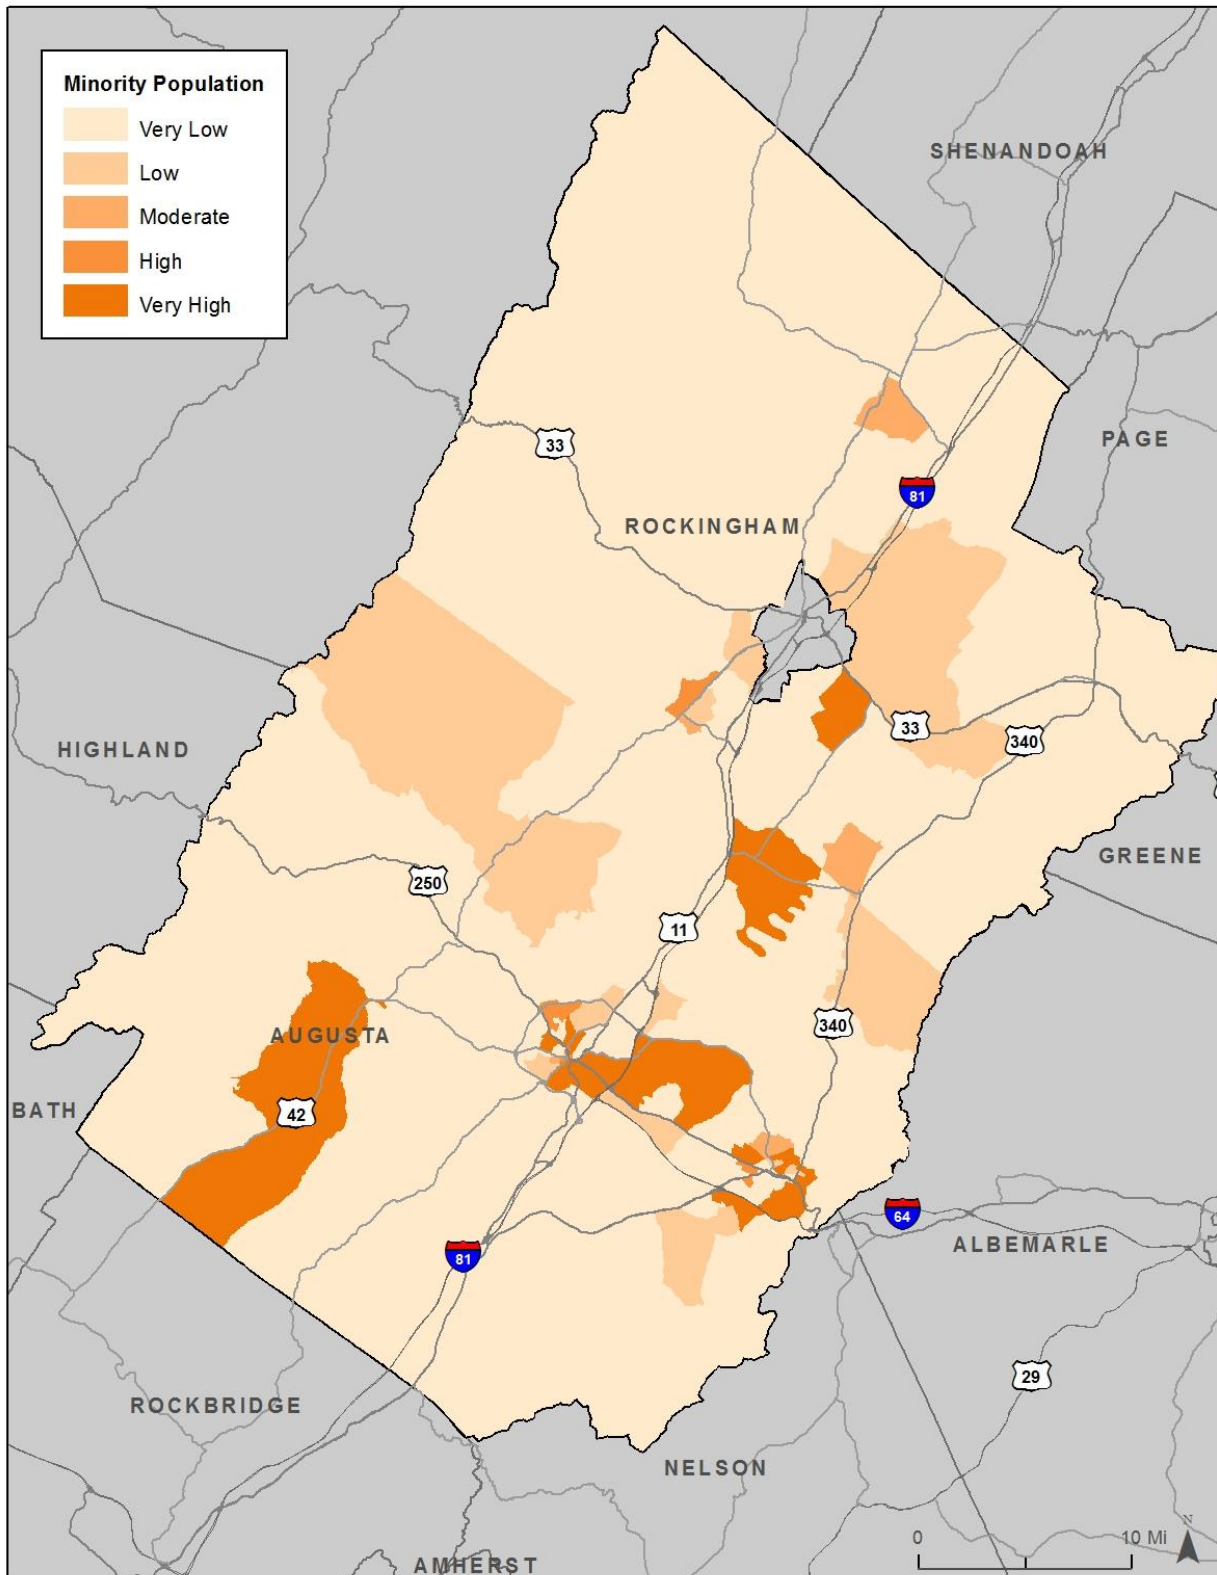 Minority Population
Very Low
Low
Moderate
High
Very High
SHENANDOAH
PAGE
33
81
ROCKINGHAM
HIGHLAND
33
340
GREENE
250
11
340
AUGUSTA
BATH
42
64
ALBEMARLE
81
29
ROCKBRIDGE
NELSON
AMHERST
0
10 Mi
N